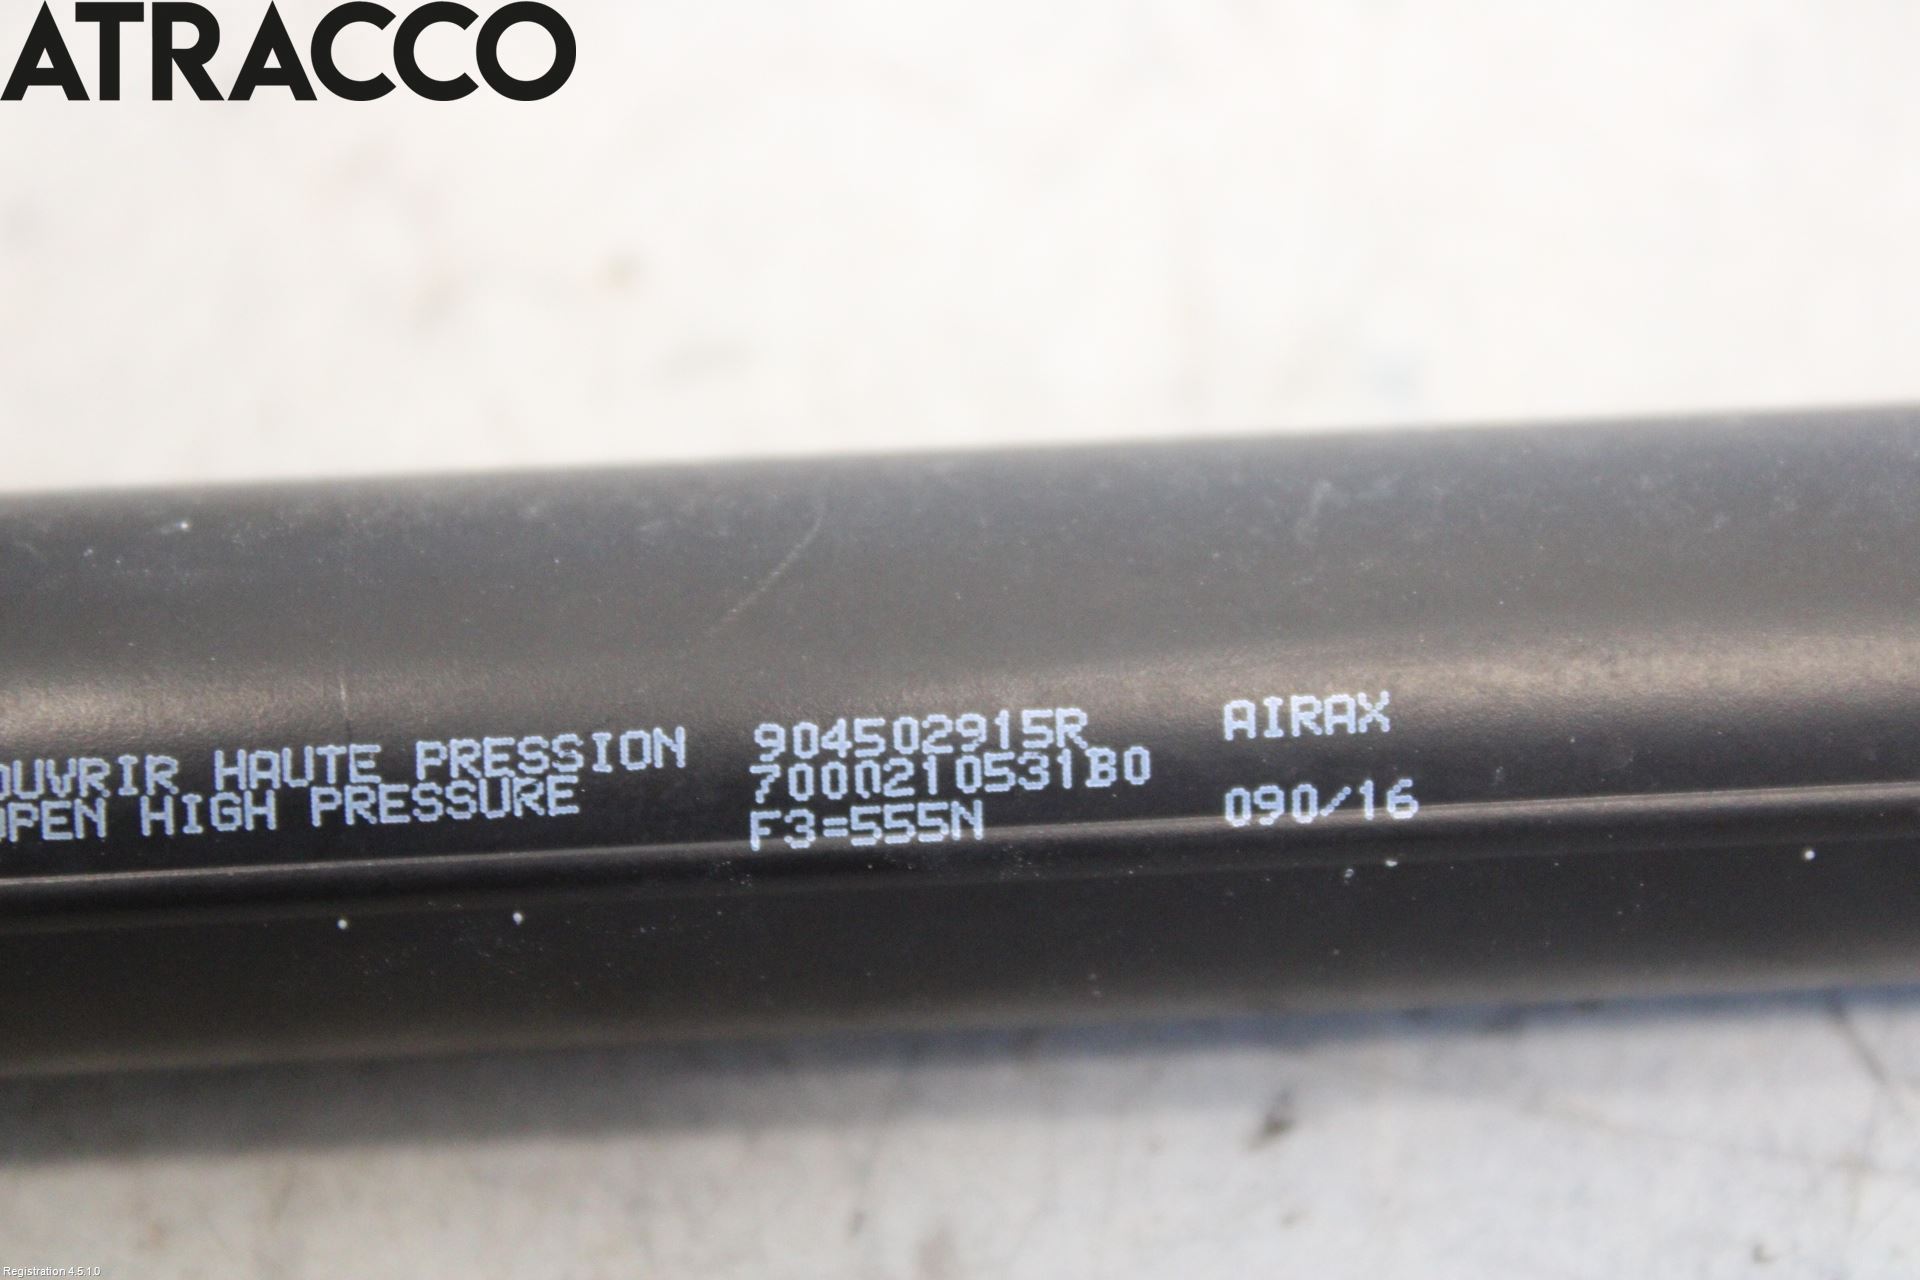 ATRACCO
OUVRIR HAUTE PRESSION 904502915R AIRAX
OPEN HIGH PRESSURE 7000210531B0
F3=555N 090/16
Registration 4.5.1.0